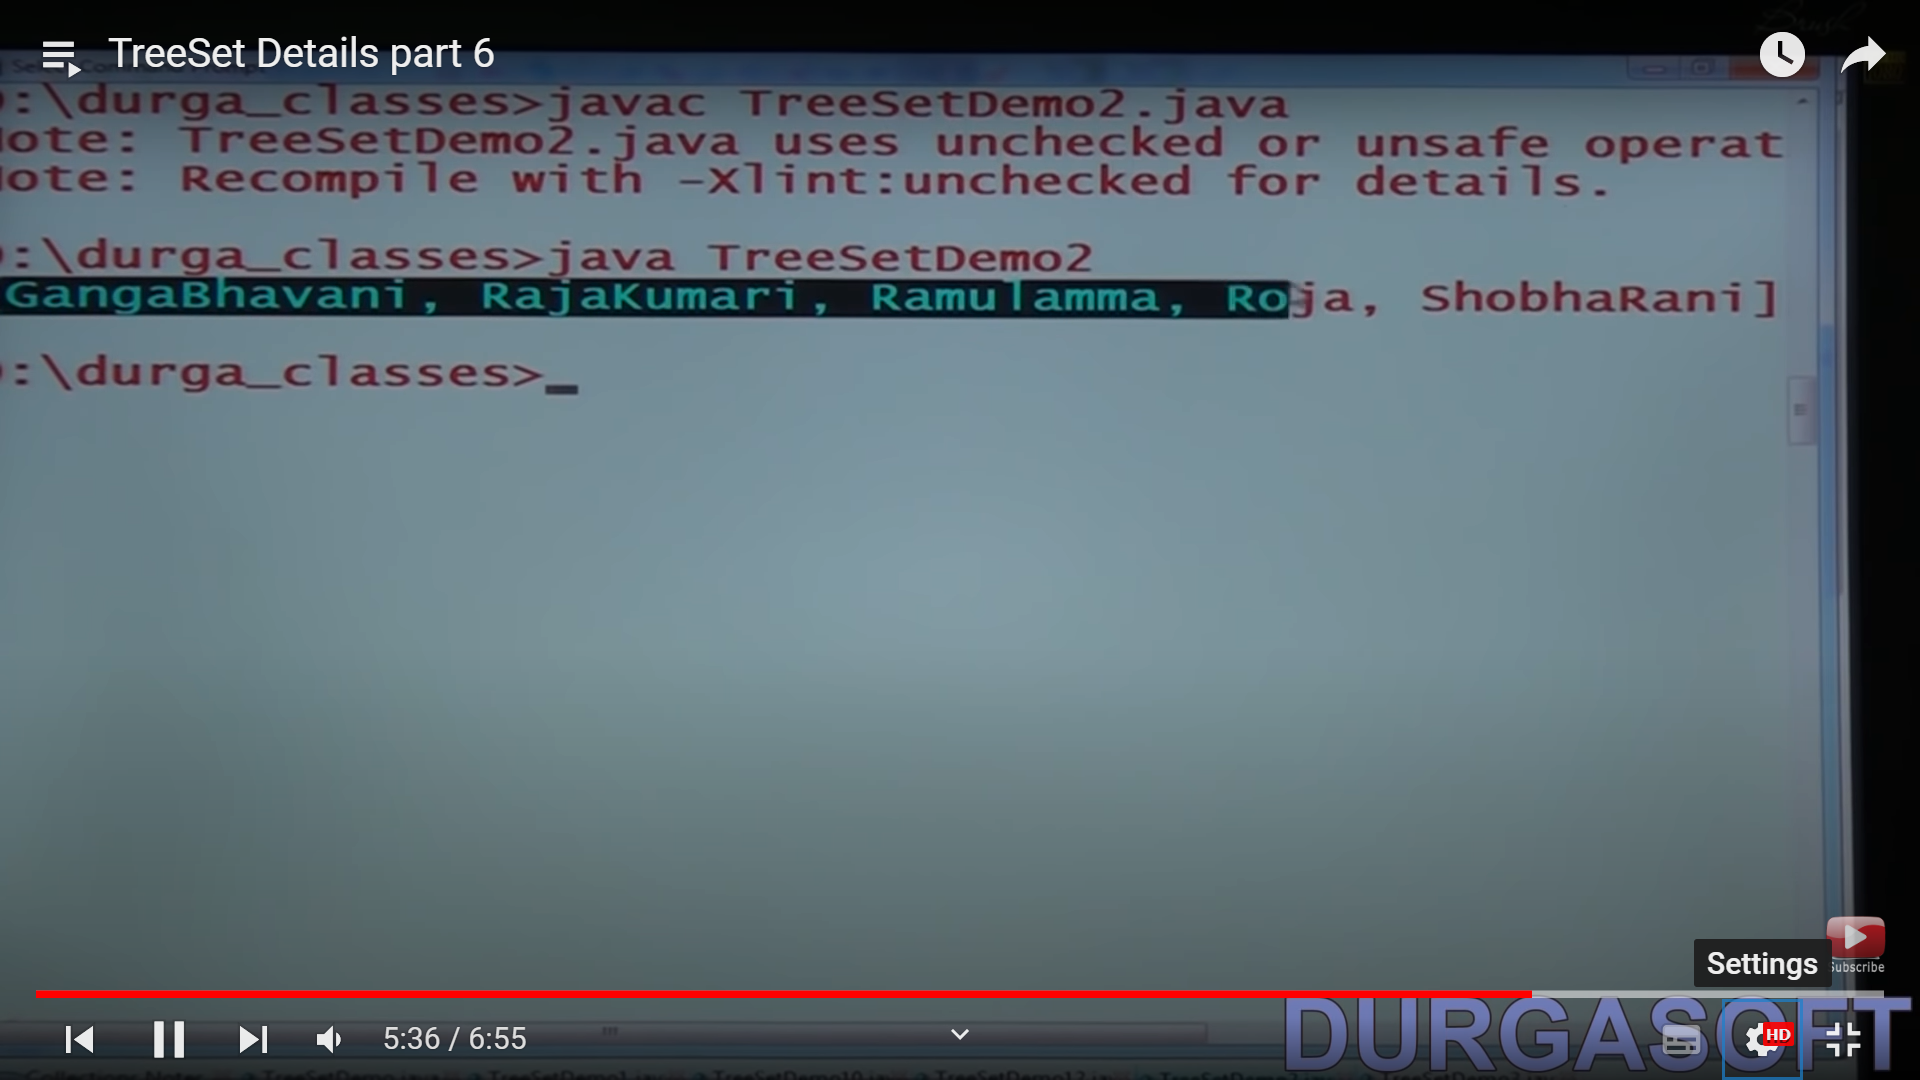 TreeSet Details part 6
:\durga_classes>javac TreeSetDemo2.java
ote: TreeSetDemo2.java uses unchecked or unsafe operat
ote: Recompile with -Xlint:unchecked for details.
:\durga_classes>java TreeSetDemo2
GangaBhavani, RajaKumari, Ramulamma, Roja, ShobhaRani]
:\durga_classes>_
Settings
Subscribe
DURGASOFT
5:36 / 6:55
HD